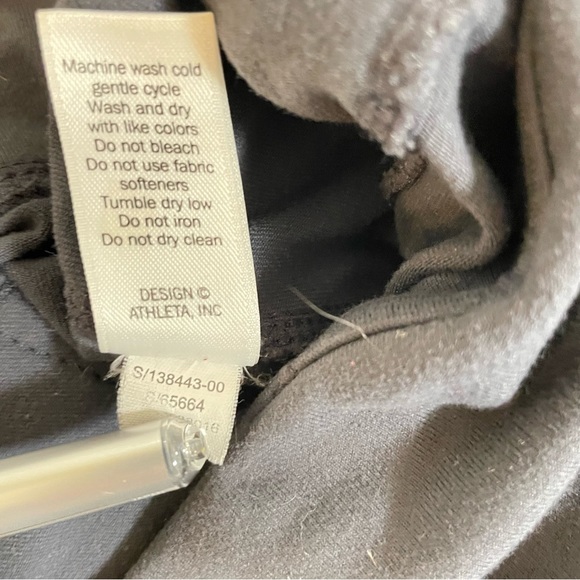 Machine wash cold
gentle cycle
Wash and dry
with like colors
Do not bleach
Do not use fabric
softeners
Tumble dry low
Do not iron
Do not dry clean
DESIGN ©
ATHLETA, INC
S/138443-00